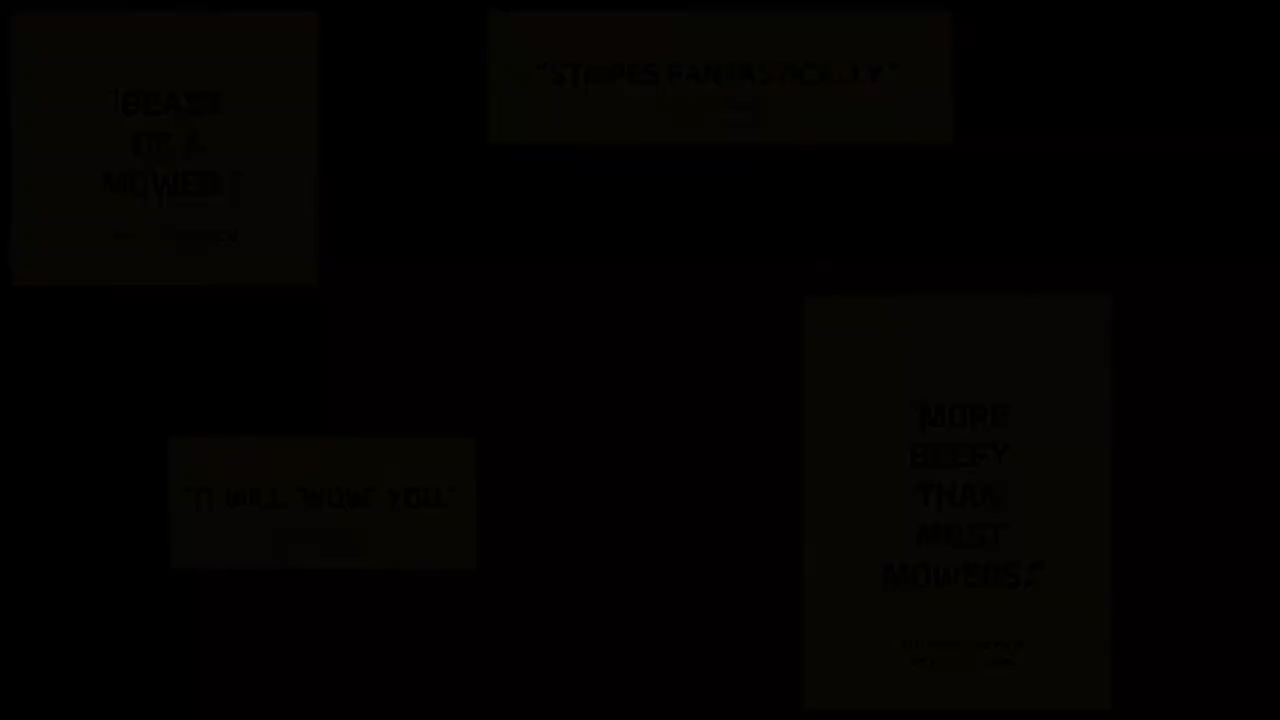 "BEAST
OF A
MOWER."
"STRIPES FANTASTICALLY"
"IT WILL 'WOW' YOU."
"MORE
BEEFY
THAN
MOST
MOWERS."